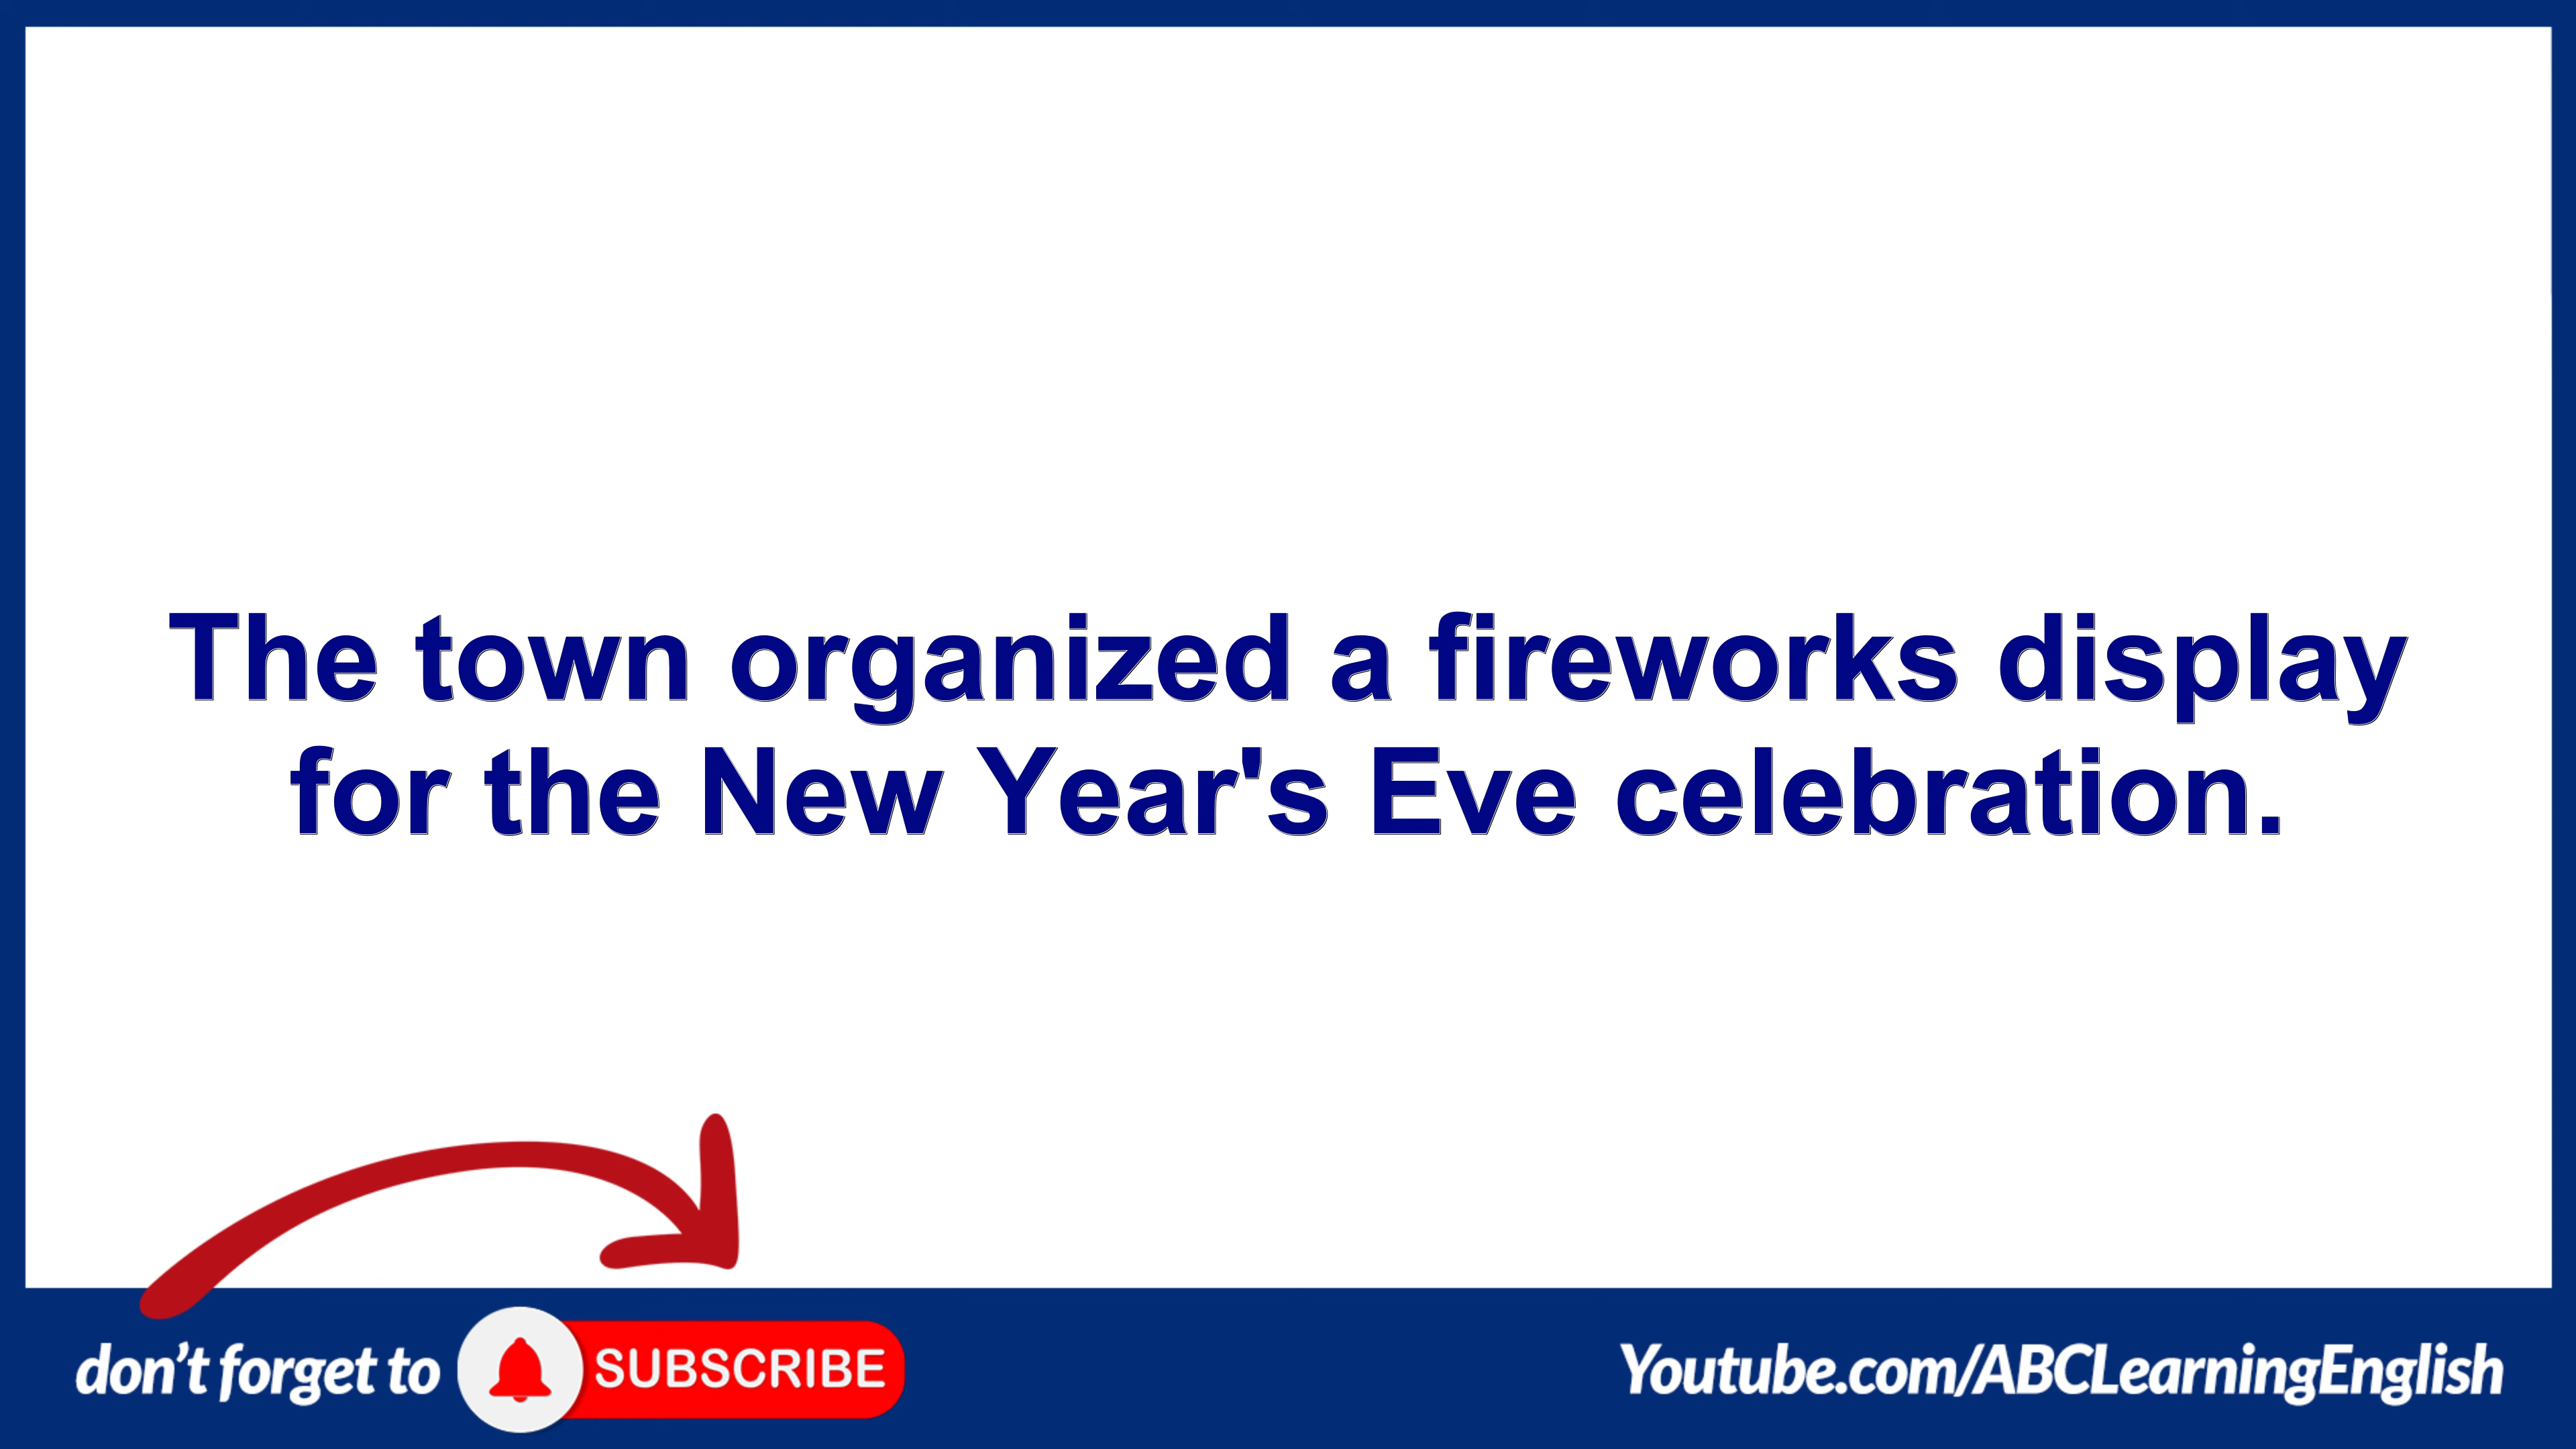 The town organized a fireworks display
for the New Year's Eve celebration.
don't forget to SUBSCRIBE Youtube.com/ABCLearningEnglish